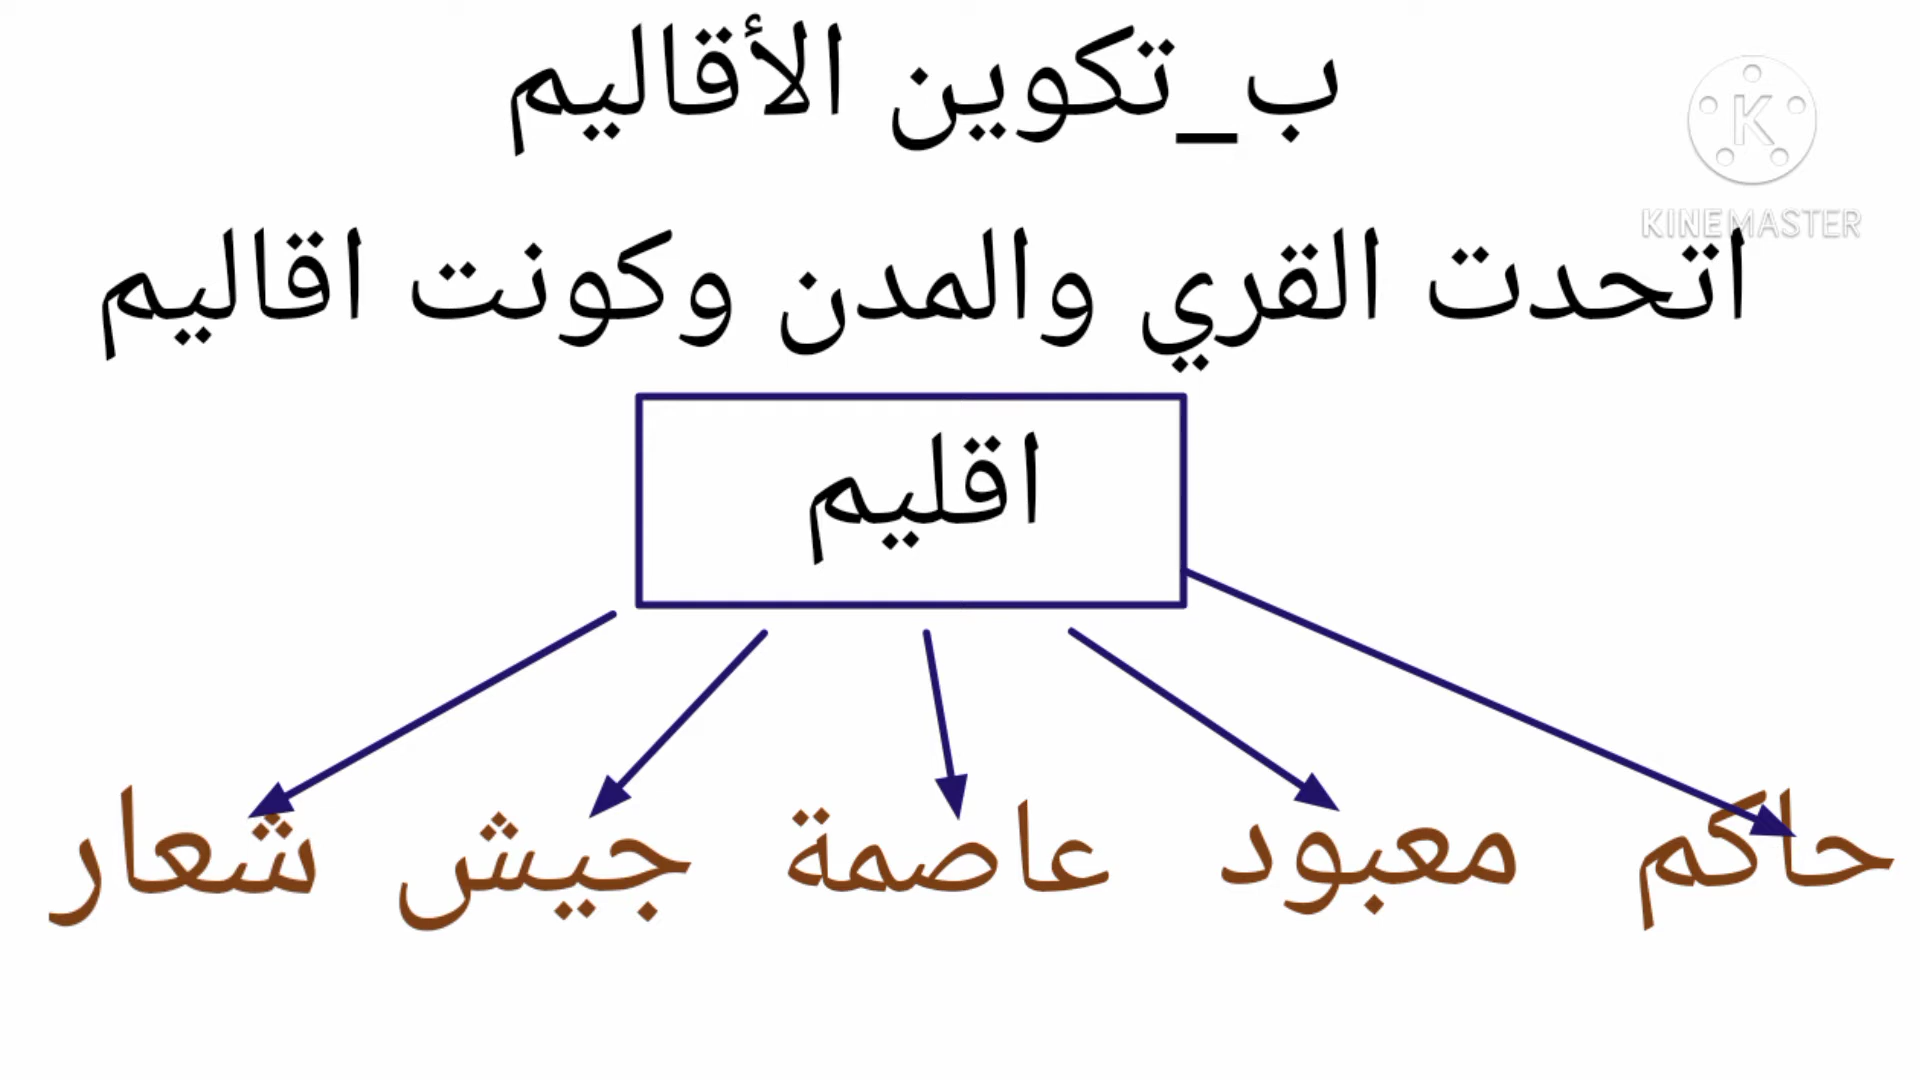 ب_تكوين الأقاليم
K
KINEMASTER
اتحدت القري والمدن وكونت اقاليم
اقليم
حاكم معبود عاصمة جيش شعار